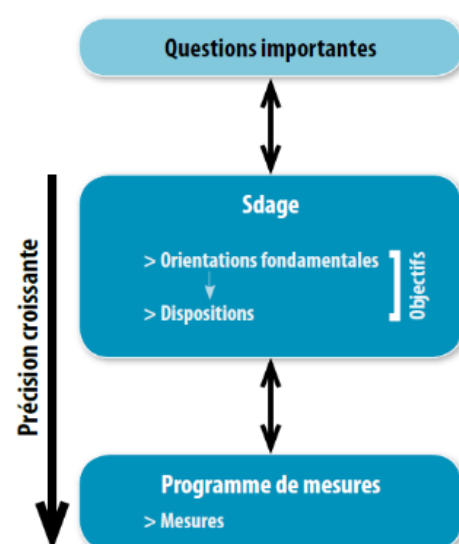 Questions importantes
Précision croissante
Sdage
> Orientations fondamentales
> Dispositions
Objectifs
Programme de mesures
> Mesures